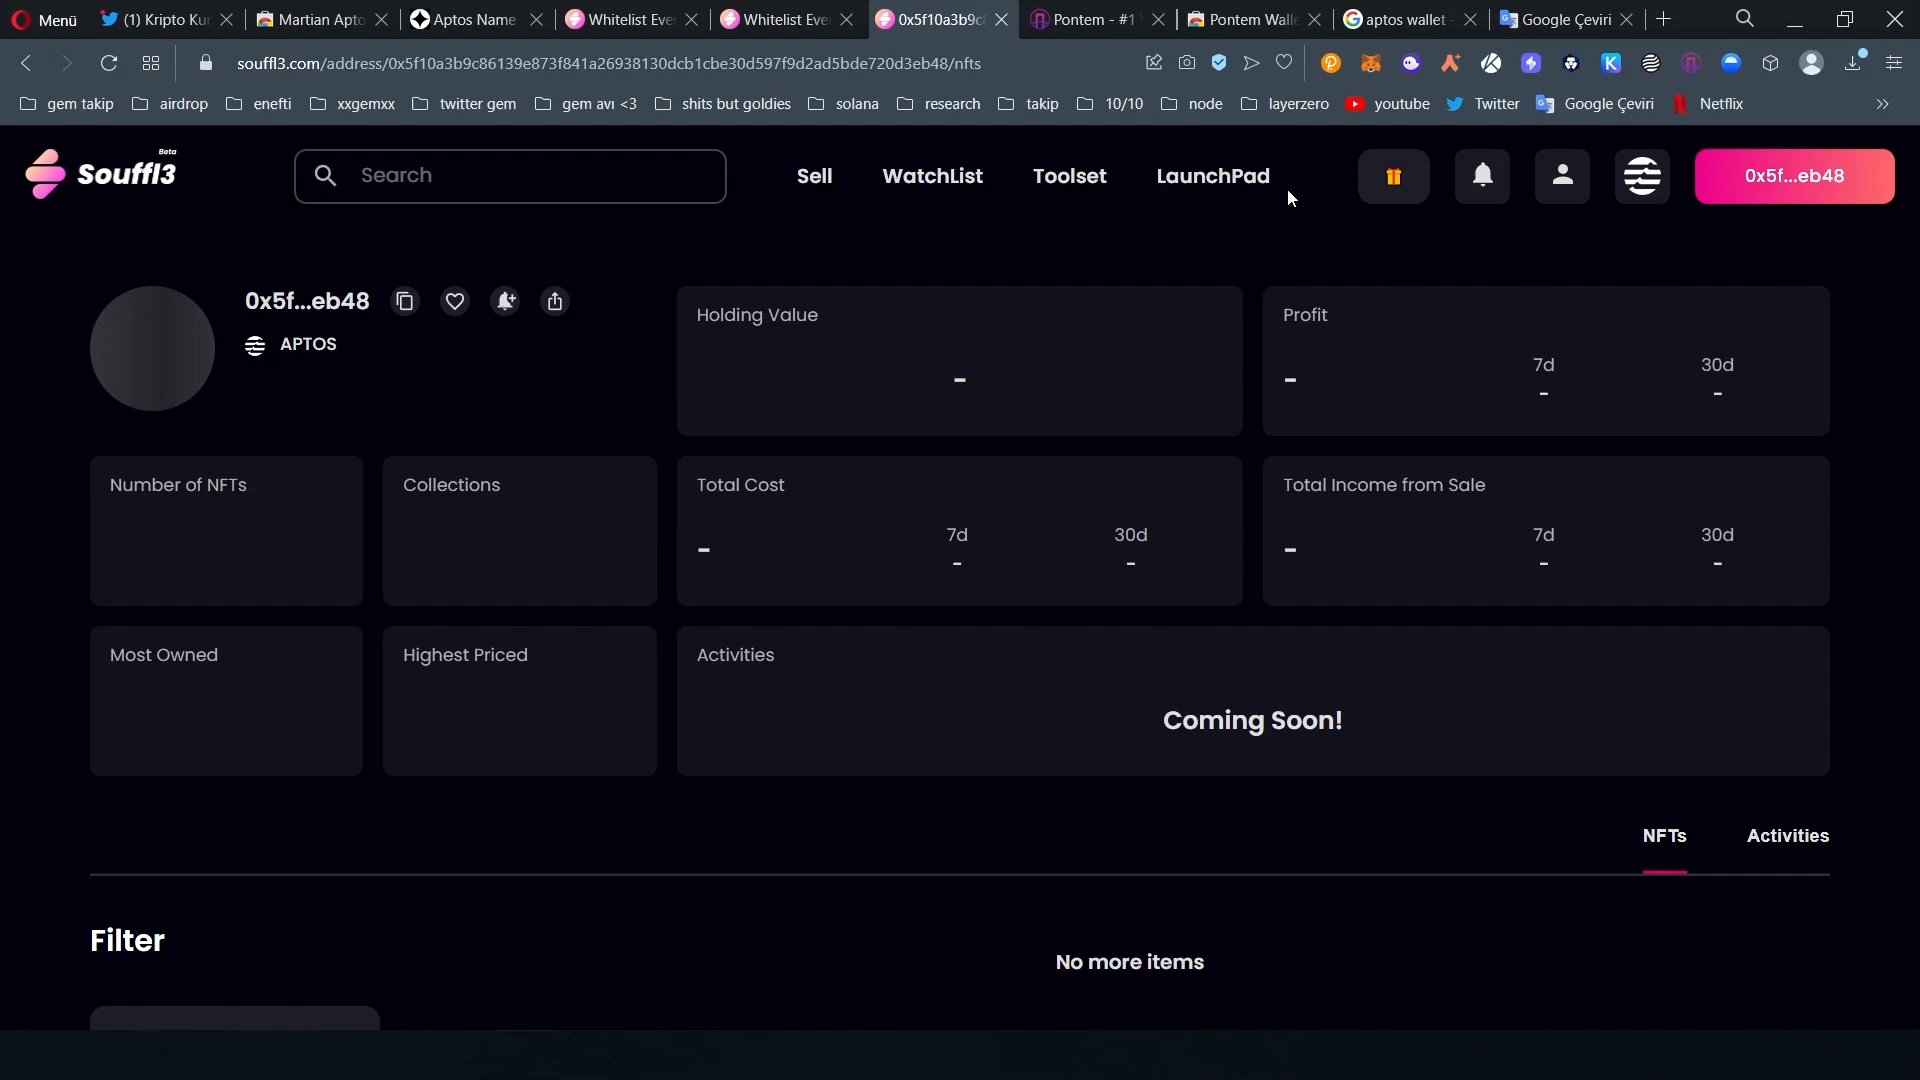 Menü
(1) Kripto Ku
Martian Apto
Aptos Name
Whitelist Eve
Whitelist Eve
0x5f10a3b9c
Pontem - #1
Pontem Walle
aptos wallet
Google Çeviri
souffl3.com/address/0x5f10a3b9c86139e873f841a26938130dcb1cbe30d597f9d2ad5bde720d3eb48/nfts
gem takip
airdrop
enefti
xxgemxx
twitter gem
gem avı <3
shits but goldies
solana
research
takip
10/10
node
layerzero
youtube
Twitter
Google Çeviri
Netflix
Souffl3
Beta
Search
Sell
WatchList
Toolset
LaunchPad
0x5f...eb48
0x5f...eb48
APTOS
Holding Value
-
Profit
-
7d
-
30d
-
Number of NFTs
Collections
Total Cost
-
7d
-
30d
-
Total Income from Sale
-
7d
-
30d
-
Most Owned
Highest Priced
Activities
Coming Soon!
NFTs
Activities
Filter
No more items